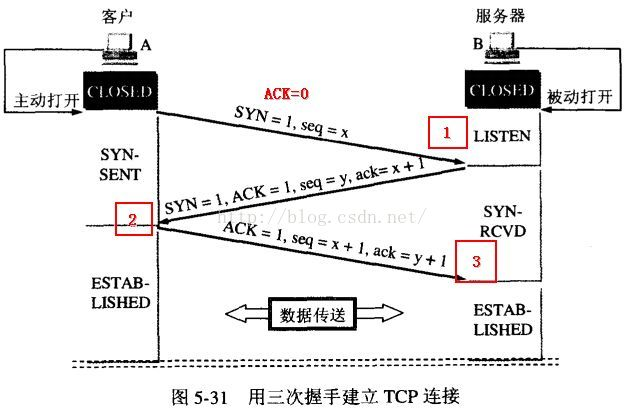 客户
服务器
A
B
CLOSED
CLOSED
主动打开
被动打开
ACK=0
SYN = 1, seq = x
1
LISTEN
SYN-
SENT
SYN = 1, ACK = 1, seq = y, ack= x + 1
http://blog.csdn.net/
2
SYN-
RCVD
ACK = 1, seq = x + 1, ack = y + 1
3
ESTAB-
LISHED
ESTAB-
LISHED
数据传送
图 5-31 用三次握手建立 TCP 连接